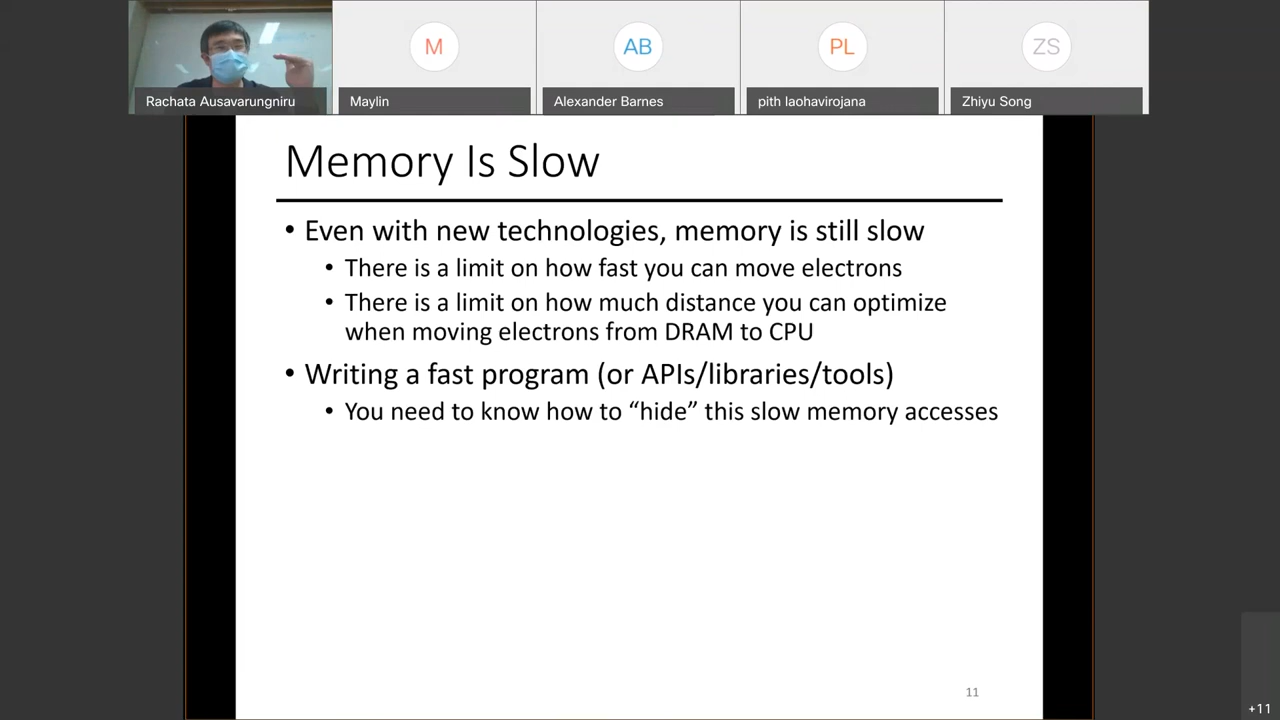 M
AB
PL
ZS
Rachata Ausavarungniru
Maylin
Alexander Barnes
pith laohavirojana
Zhiyu Song
Memory Is Slow
• Even with new technologies, memory is still slow
• There is a limit on how fast you can move electrons
• There is a limit on how much distance you can optimize
when moving electrons from DRAM to CPU
• Writing a fast program (or APIs/libraries/tools)
• You need to know how to “hide” this slow memory accesses
11
+11